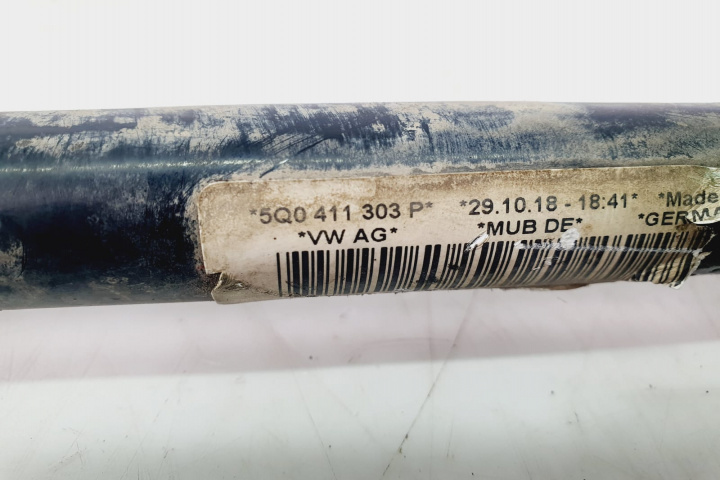 *5Q0 411 303 P* *29.10.18 - 18:41* *Made
*VW AG* *MUB DE*